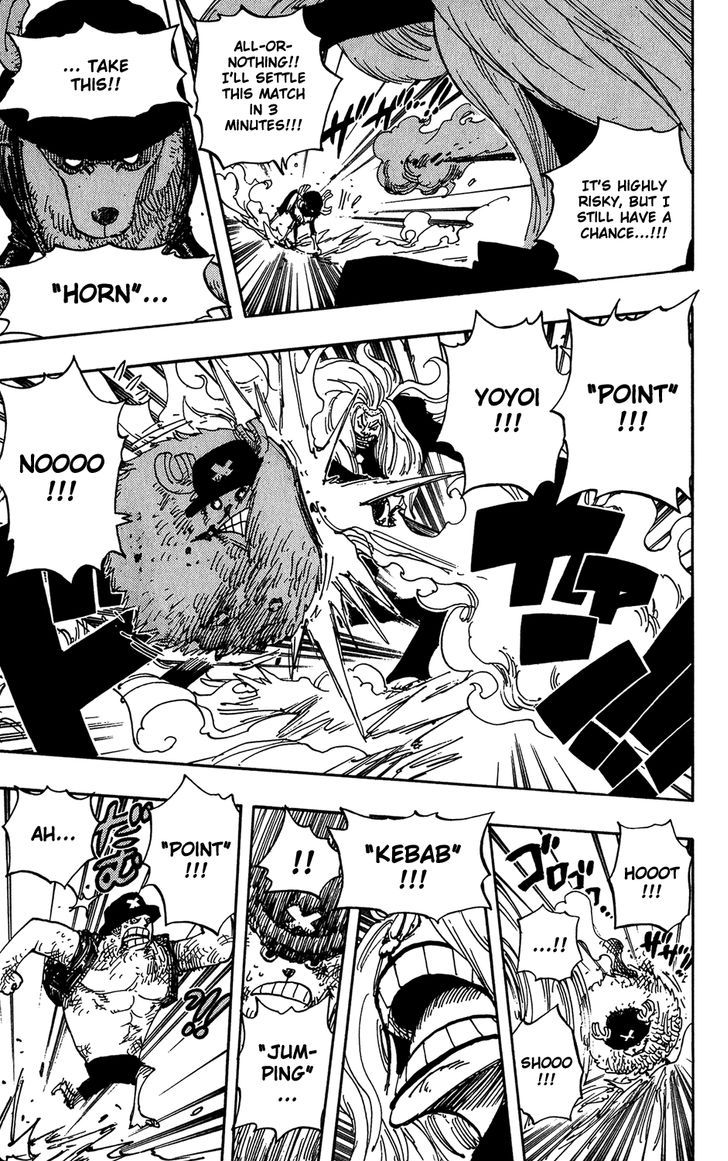 IT'S HIGHLY
RISKY, BUT I
STILL HAVE A
CHANCE...!!!
ALL-OR-
NOTHING!!
I'LL SETTLE
THIS MATCH
IN 3
MINUTES!!!
... TAKE
THIS!!
"HORN"...
"POINT"
!!!
YOYOI
!!!
NOOOO
!!!
HOOOT
!!!
...!!
SHOOO
!!!
"KEBAB"
!!!
!!
"JUM-
PING"...
"POINT"
!!!
AH...